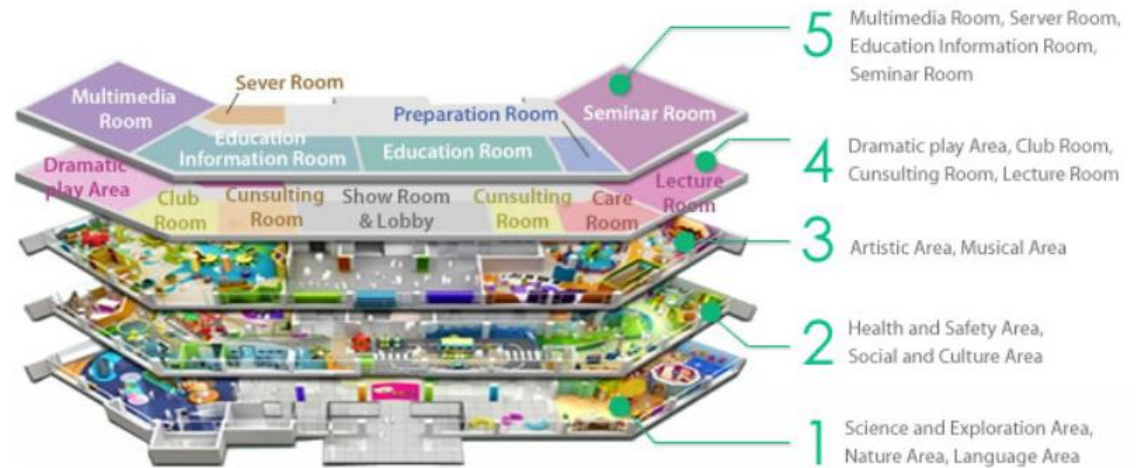 5
Multimedia Room, Server Room,
Education Information Room,
Seminar Room
Multimedia
Room
Sever Room
Preparation Room
Seminar Room
Education
Information Room
Education Room
4
Dramatic play Area, Club Room,
Cunsulting Room, Lecture Room
Dramatic
play Area
Club
Room
Cunsulting
Room
Show Room
& Lobby
Cunsulting
Room
Care
Room
Lecture
Room
3
Artistic Area, Musical Area
2
Health and Safety Area,
Social and Culture Area
1
Science and Exploration Area,
Nature Area, Language Area